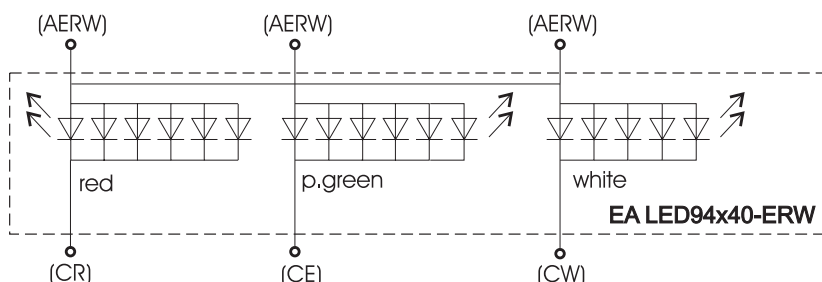 (AERW) (AERW) (AERW)
red p.green white
EA LED94x40-ERW
(CR) (CE) (CW)